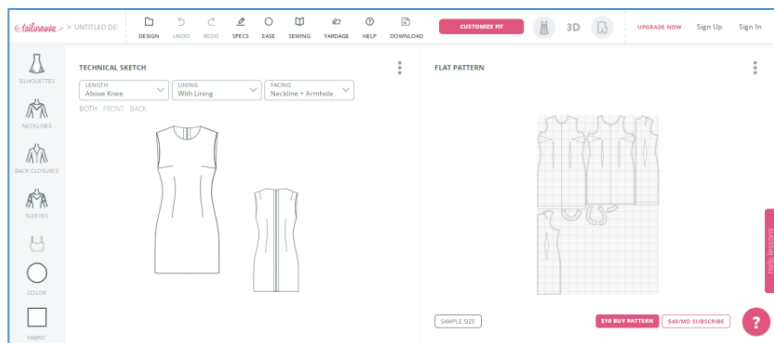 tailornova > UNTITLED DE!
DESIGN UNDO REDO SPECS EASE SEWING YARDAGE HELP DOWNLOAD
CUSTOMIZE FIT
3D
UPGRADE NOW Sign Up Sign In
SILHOUETTES
NECKLINES
BACK CLOSURES
SLEEVES
COLOR
FABRIC
TECHNICAL SKETCH
LENGTH
Above Knee
LINING
With Lining
FACING
Neckline + Armhole
BOTH FRONT BACK
FLAT PATTERN
SAMPLE SIZE
$10 BUY PATTERN
$49/MO SUBSCRIBE
Help lessons
?